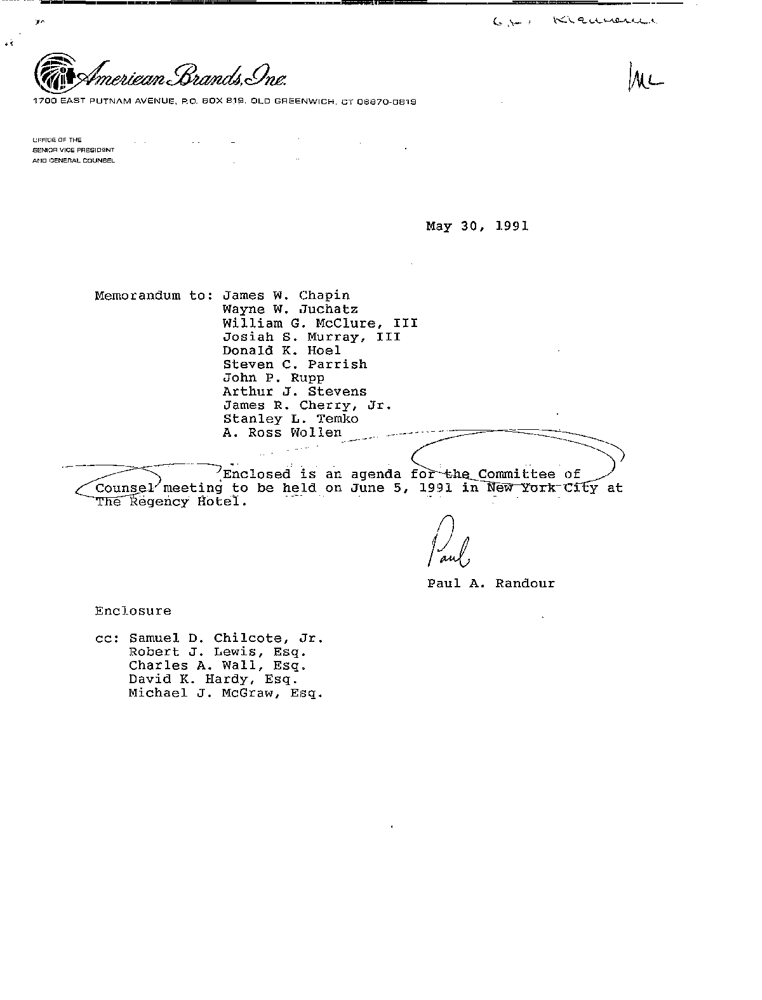 American Brands, Inc.
1700 EAST PUTNAM AVENUE, P.O. BOX 819, OLD GREENWICH, CT 06870-0819
OFFICE OF THE
SENIOR VICE PRESIDENT
AND GENERAL COUNSEL
May 30, 1991
Memorandum to: James W. Chapin
Wayne W. Juchatz
William G. McClure, III
Josiah S. Murray, III
Donald K. Hoel
Steven C. Parrish
John P. Rupp
Arthur J. Stevens
James R. Cherry, Jr.
Stanley L. Temko
A. Ross Wollen
Enclosed is an agenda for the Committee of
Counsel meeting to be held on June 5, 1991 in New York City at
The Regency Hotel.
Paul
Paul A. Randour
Enclosure
cc: Samuel D. Chilcote, Jr.
Robert J. Lewis, Esq.
Charles A. Wall, Esq.
David K. Hardy, Esq.
Michael J. McGraw, Esq.